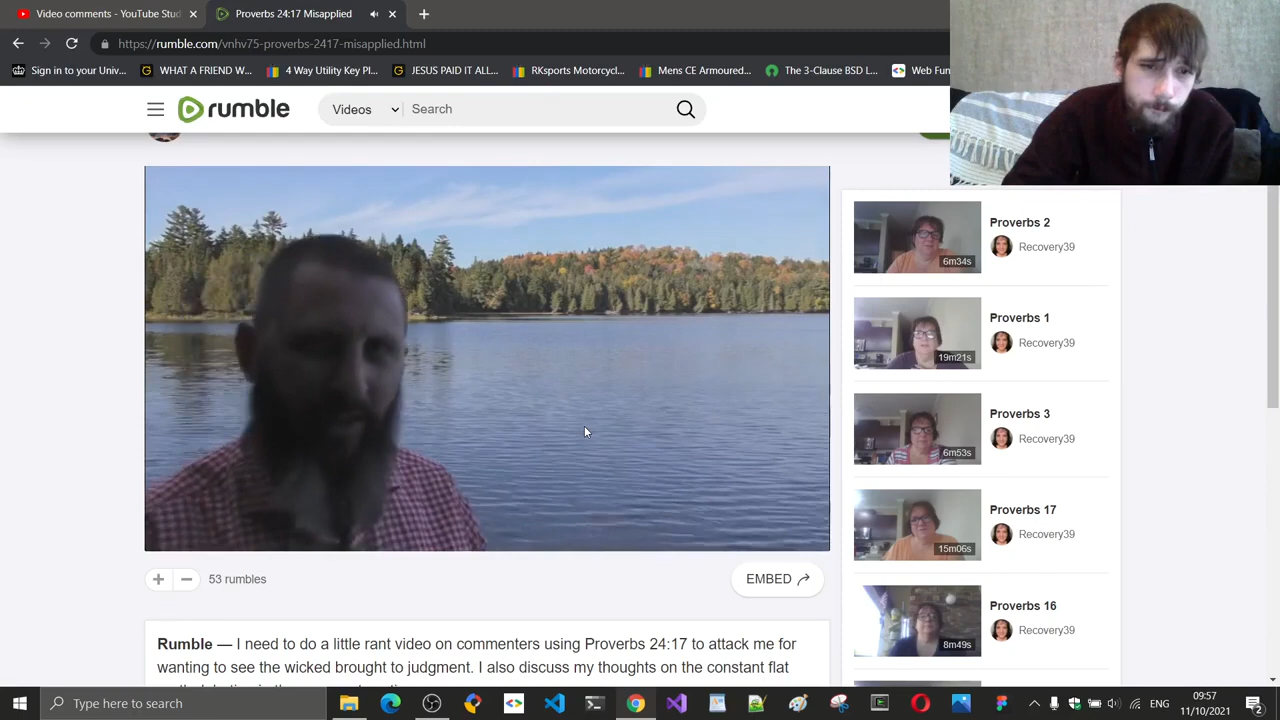 Video comments - YouTube Stud
Proverbs 24:17 Misapplied
https://rumble.com/vnhv75-proverbs-2417-misapplied.html
Sign in to your Univ...
WHAT A FRIEND W...
4 Way Utility Key Pl...
JESUS PAID IT ALL...
RKsports Motorcycl...
Mens CE Armoured...
The 3-Clause BSD L...
Web Fun
rumble
Videos
Search
Proverbs 2
Recovery39
6m34s
Proverbs 1
Recovery39
19m21s
Proverbs 3
Recovery39
6m53s
Proverbs 17
Recovery39
15m06s
Proverbs 16
Recovery39
8m49s
53 rumbles
EMBED
Rumble — I need to do a little rant video on commenters using Proverbs 24:17 to attack me for
wanting to see the wicked brought to judgment. I also discuss my thoughts on the constant flat
Type here to search
ENG
09:57
11/10/2021
2